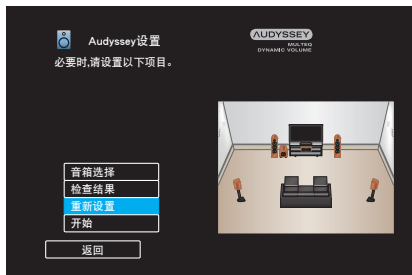 Audyssey设置
AUDYSSEY
MULTEQ
DYNAMIC VOLUME
必要时,请设置以下项目。
音箱选择
检查结果
重新设置
开始
返回